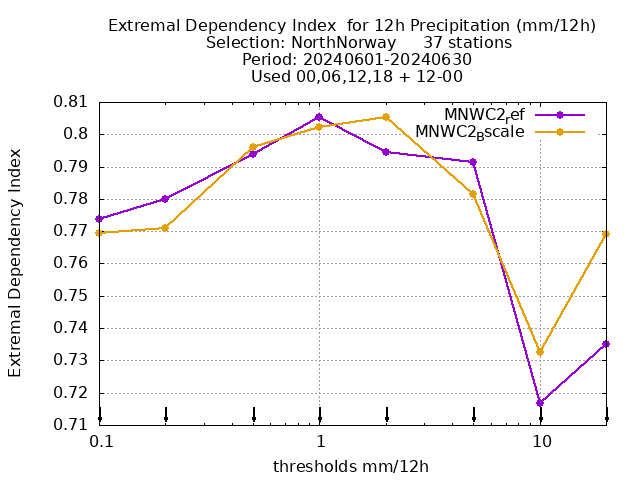 Extremal Dependency Index  for 12h Precipitation (mm/12h)
Selection: NorthNorway     37 stations
Period: 20240601-20240630
Used 00,06,12,18 + 12-00
MNWC2ref
MNWC2Bscale
0.81
0.8
0.79
0.78
0.77
0.76
0.75
0.74
0.73
0.72
0.71
Extremal Dependency Index
0.1
1
10
thresholds mm/12h